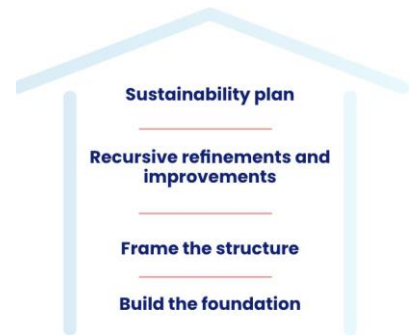 Sustainability plan
Recursive refinements and
improvements
Frame the structure
Build the foundation